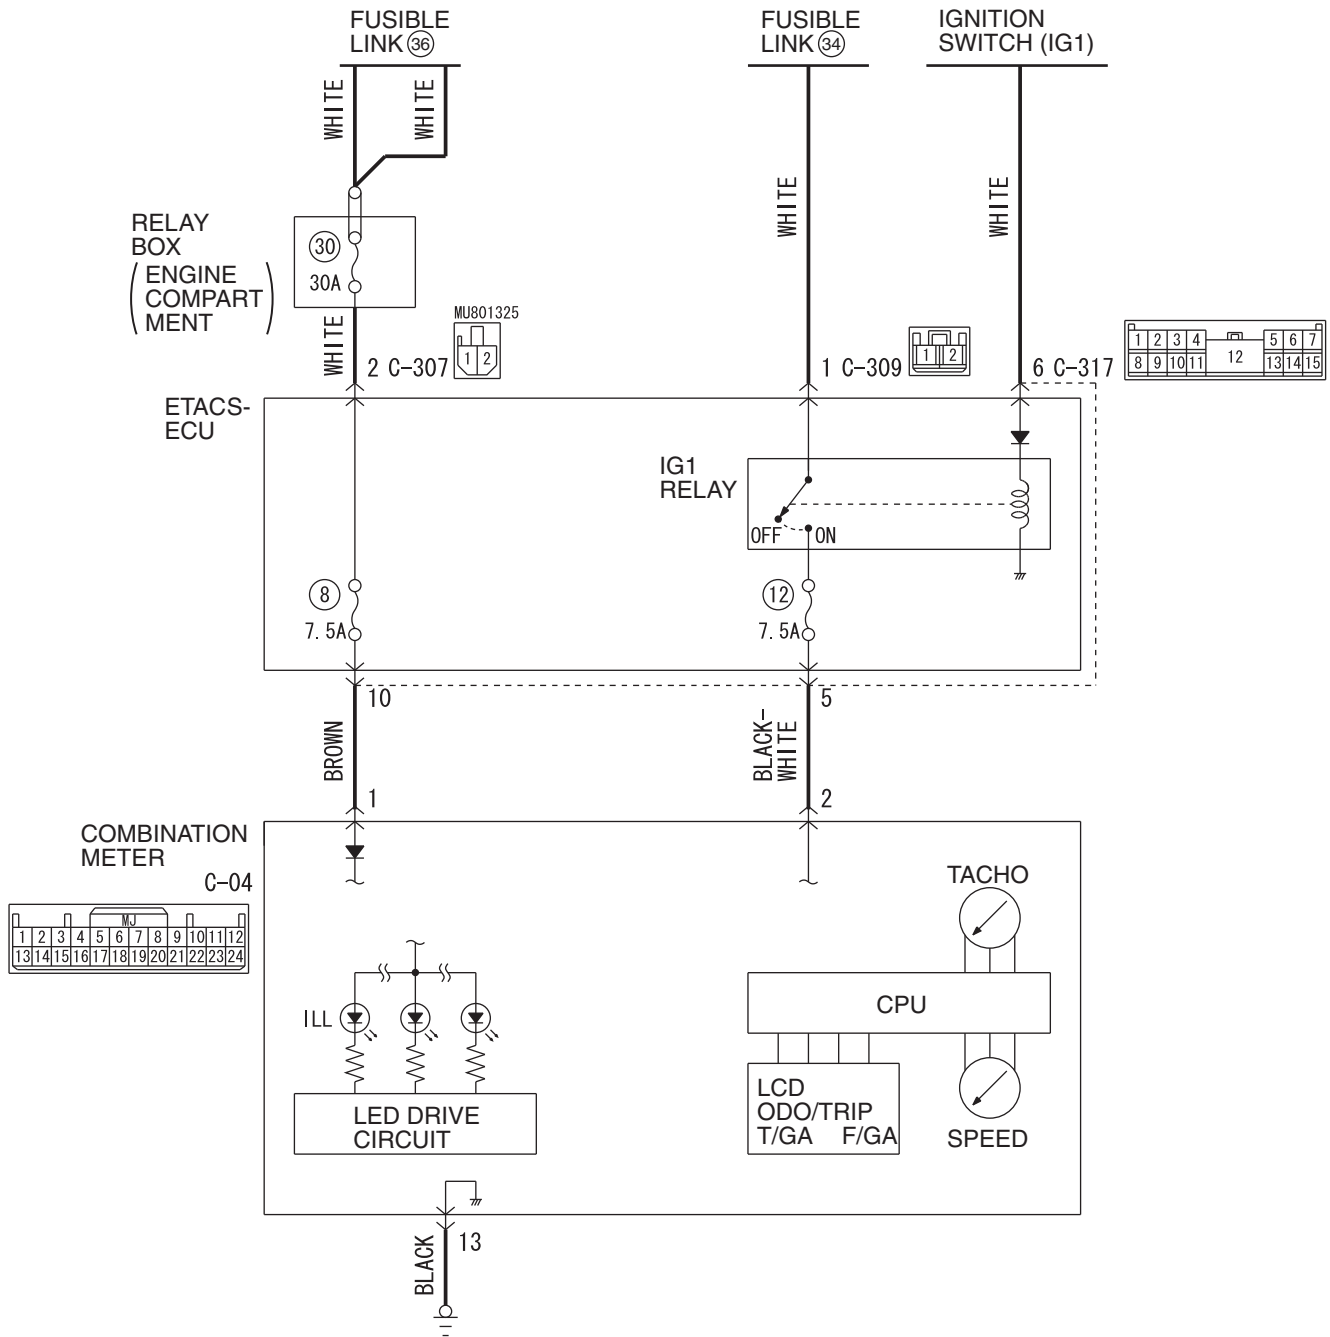 FUSIBLE
LINK 36
FUSIBLE
LINK 34
IGNITION
SWITCH (IG1)
WHITE
WHITE
WHITE
WHITE
RELAY
BOX
(ENGINE
COMPART
MENT)
30
30A
WHITE
MU801325
1 2
2 C-307
1 C-309
1 2
6 C-317
1 2 3 4 5 6 7
8 9 10 11 12 13 14 15
ETACS-
ECU
IG1
RELAY
OFF ON
8
7.5A
12
7.5A
10
5
BROWN
BLACK-
WHITE
1
2
COMBINATION
METER
C-04
MJ
1 2 3 4 5 6 7 8 9 10 11 12
13 14 15 16 17 18 19 20 21 22 23 24
TACHO
CPU
ILL
LED DRIVE
CIRCUIT
LCD
ODO/TRIP
T/GA F/GA
SPEED
13
BLACK